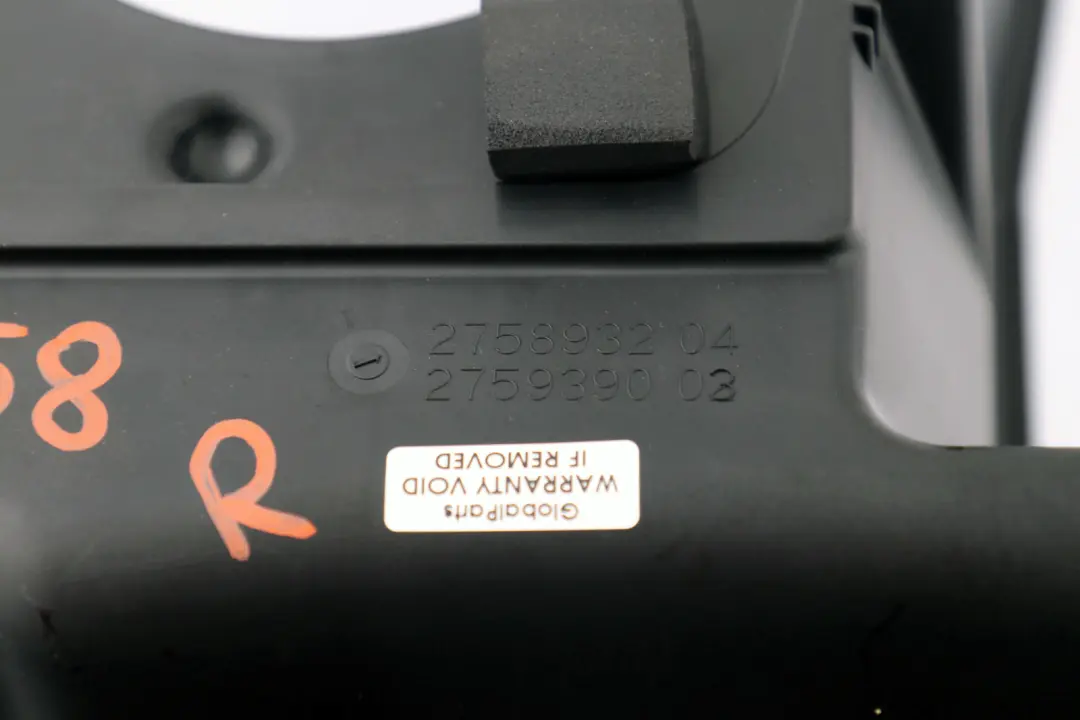 2758932 04
2759390 03
58
R
GlobalParts
WARRANTY VOID
IF REMOVED